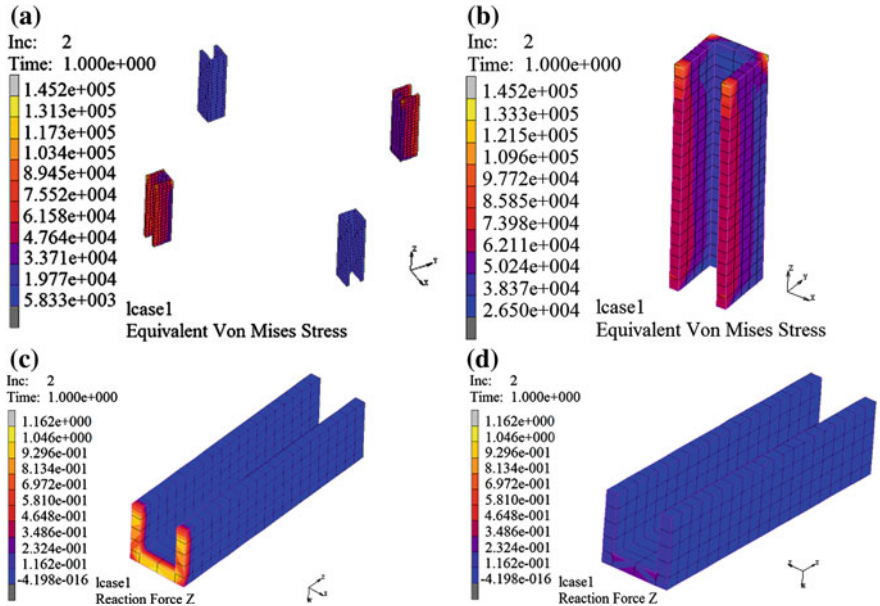 (a)
Inc: 2
Time: 1.000e+000
1.452e+005
1.313e+005
1.173e+005
1.034e+005
8.945e+004
7.552e+004
6.158e+004
4.764e+004
3.371e+004
1.977e+004
5.833e+003
lcase1
Equivalent Von Mises Stress
(b)
Inc: 2
Time: 1.000e+000
1.452e+005
1.333e+005
1.215e+005
1.096e+005
9.772e+004
8.585e+004
7.398e+004
6.211e+004
5.024e+004
3.837e+004
2.650e+004
lcase1
Equivalent Von Mises Stress
(c)
Inc: 2
Time: 1.000e+000
1.162e+000
1.046e+000
9.296e-001
8.134e-001
6.972e-001
5.810e-001
4.648e-001
3.486e-001
2.324e-001
1.162e-001
-4.198e-016
lcase1
Reaction Force Z
(d)
Inc: 2
Time: 1.000e+000
1.162e+000
1.046e+000
9.296e-001
8.134e-001
6.972e-001
5.810e-001
4.648e-001
3.486e-001
2.324e-001
1.162e-001
-4.198e-016
lcase1
Reaction Force Z